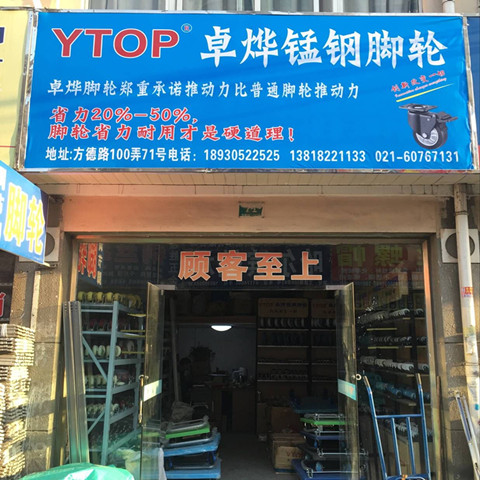 YTOP® 卓烨锰钢脚轮
卓烨脚轮郑重承诺推动力比普通脚轮推动力
省力20%—50%,
脚轮省力耐用才是硬道理!
地址:方德路100弄71号电话: 18930522525 13818221133 021-60767131
顾客至上
脚轮